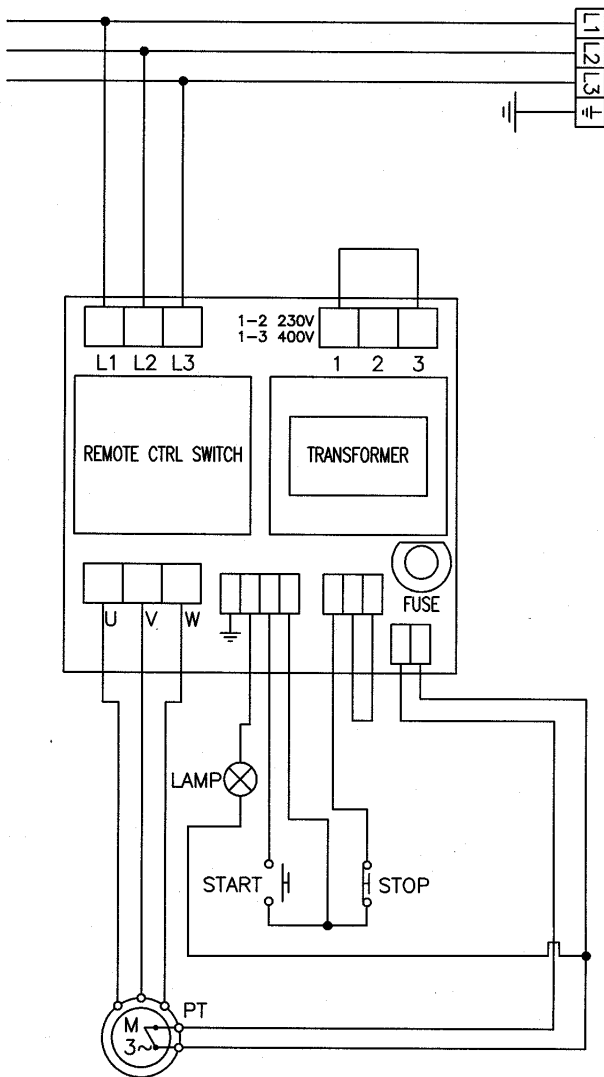 L1
L2
L3
1-2 230V
1-3 400V
L1 L2 L3
1 2 3
REMOTE CTRL SWITCH
TRANSFORMER
FUSE
U V W
LAMP
START
STOP
PT
M
3~